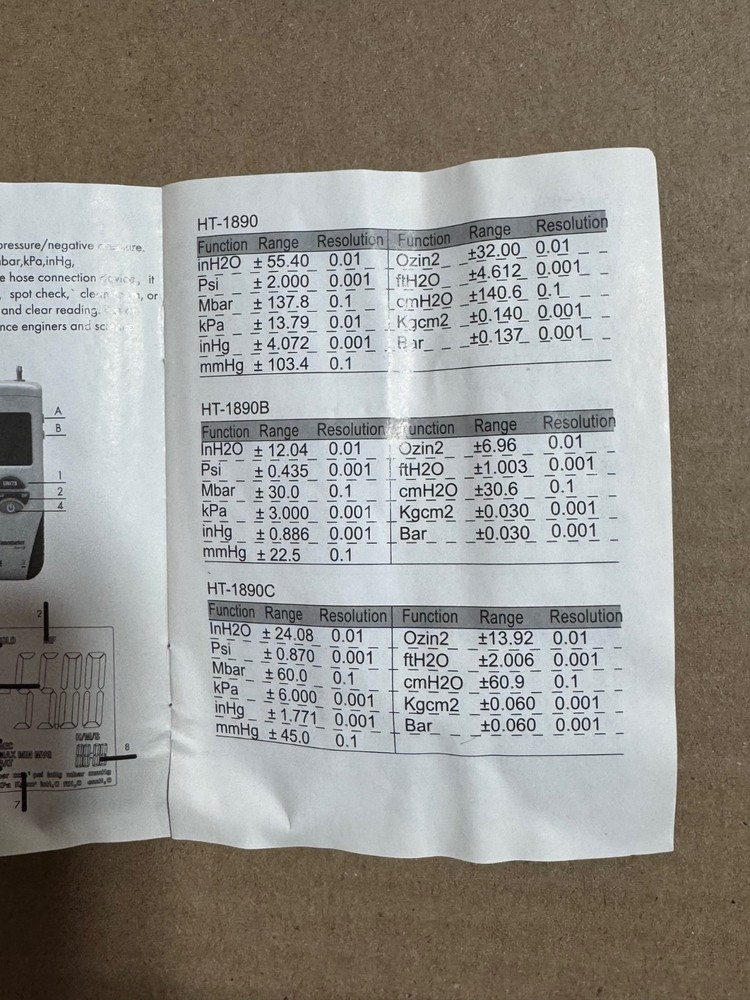 pressure/negative
bar,kPa,inHg,
e hose connection device, it
spot check, or
and clear reading.
nce enginers and
A
B
1
2
4
UNITS
2
8
7
HT-1890
Function Range Resolution Function Range Resolution
inH2O ± 55.40 0.01 Ozin2 ±32.00 0.01
Psi ± 2.000 0.001 ftH2O ±4.612 0.001
Mbar ± 137.8 0.1 cmH2O ±140.6 0.1
kPa ± 13.79 0.01 Kgcm2 ±0.140 0.001
inHg ± 4.072 0.001 Bar ±0.137 0.001
mmHg ± 103.4 0.1
HT-1890B
Function Range Resolution Function Range Resolution
InH2O ± 12.04 0.01 Ozin2 ±6.96 0.01
Psi ± 0.435 0.001 ftH2O ±1.003 0.001
Mbar ± 30.0 0.1 cmH2O ±30.6 0.1
kPa ± 3.000 0.001 Kgcm2 ±0.030 0.001
inHg ± 0.886 0.001 Bar ±0.030 0.001
mmHg ± 22.5 0.1
HT-1890C
Function Range Resolution Function Range Resolution
InH2O ± 24.08 0.01 Ozin2 ±13.92 0.01
Psi ± 0.870 0.001 ftH2O ±2.006 0.001
Mbar ± 60.0 0.1 cmH2O ±60.9 0.1
kPa ± 6.000 0.001 Kgcm2 ±0.060 0.001
inHg ± 1.771 0.001 Bar ±0.060 0.001
mmHg ± 45.0 0.1